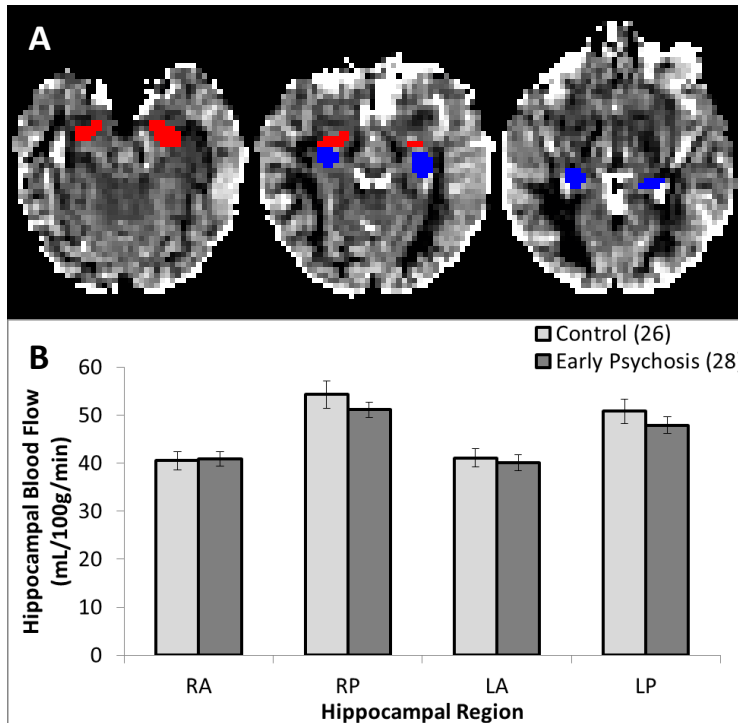 A
B
Control (26)
Early Psychosis (28)
Hippocampal Blood Flow
(mL/100g/min)
60
50
40
30
20
10
0
RA RP LA LP
Hippocampal Region